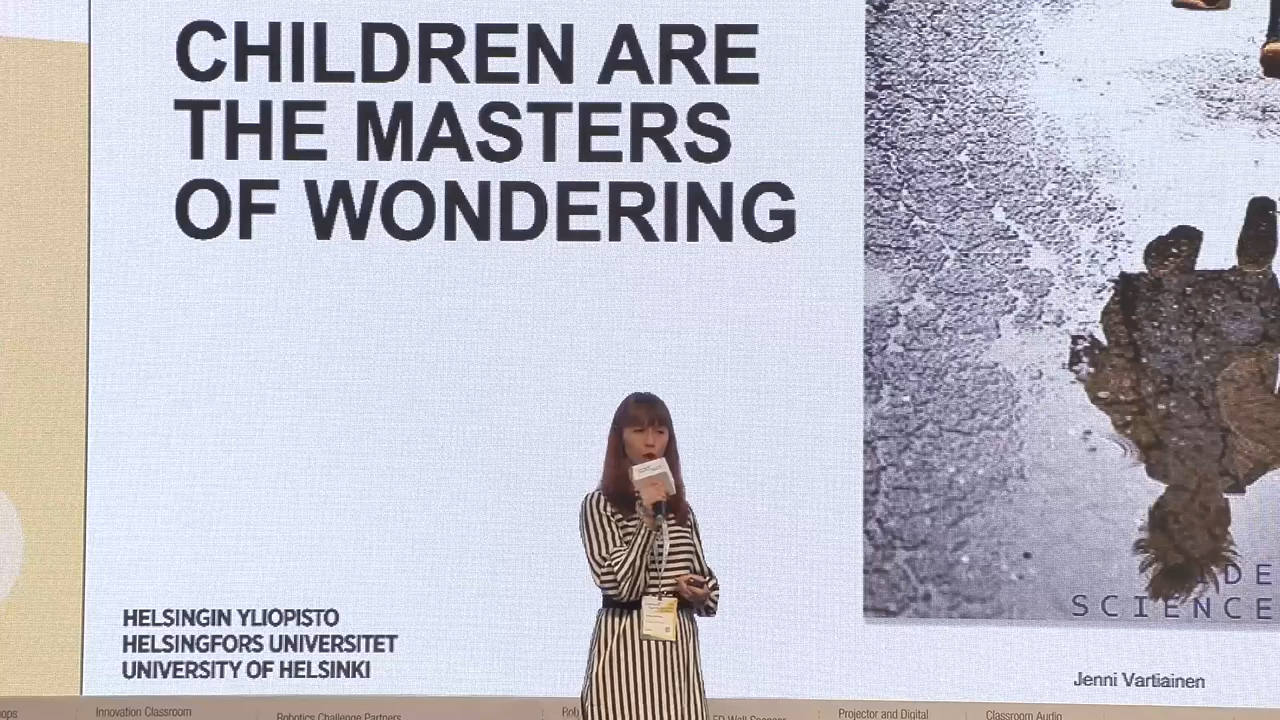 CHILDREN ARE
THE MASTERS
OF WONDERING
DE
SCIENCE
HELSINGIN YLIOPISTO
HELSINGFORS UNIVERSITET
UNIVERSITY OF HELSINKI
Jenni Vartiainen
Innovation Classroom
Robotics Challenge Partners
Projector and Digital
Classroom Audio